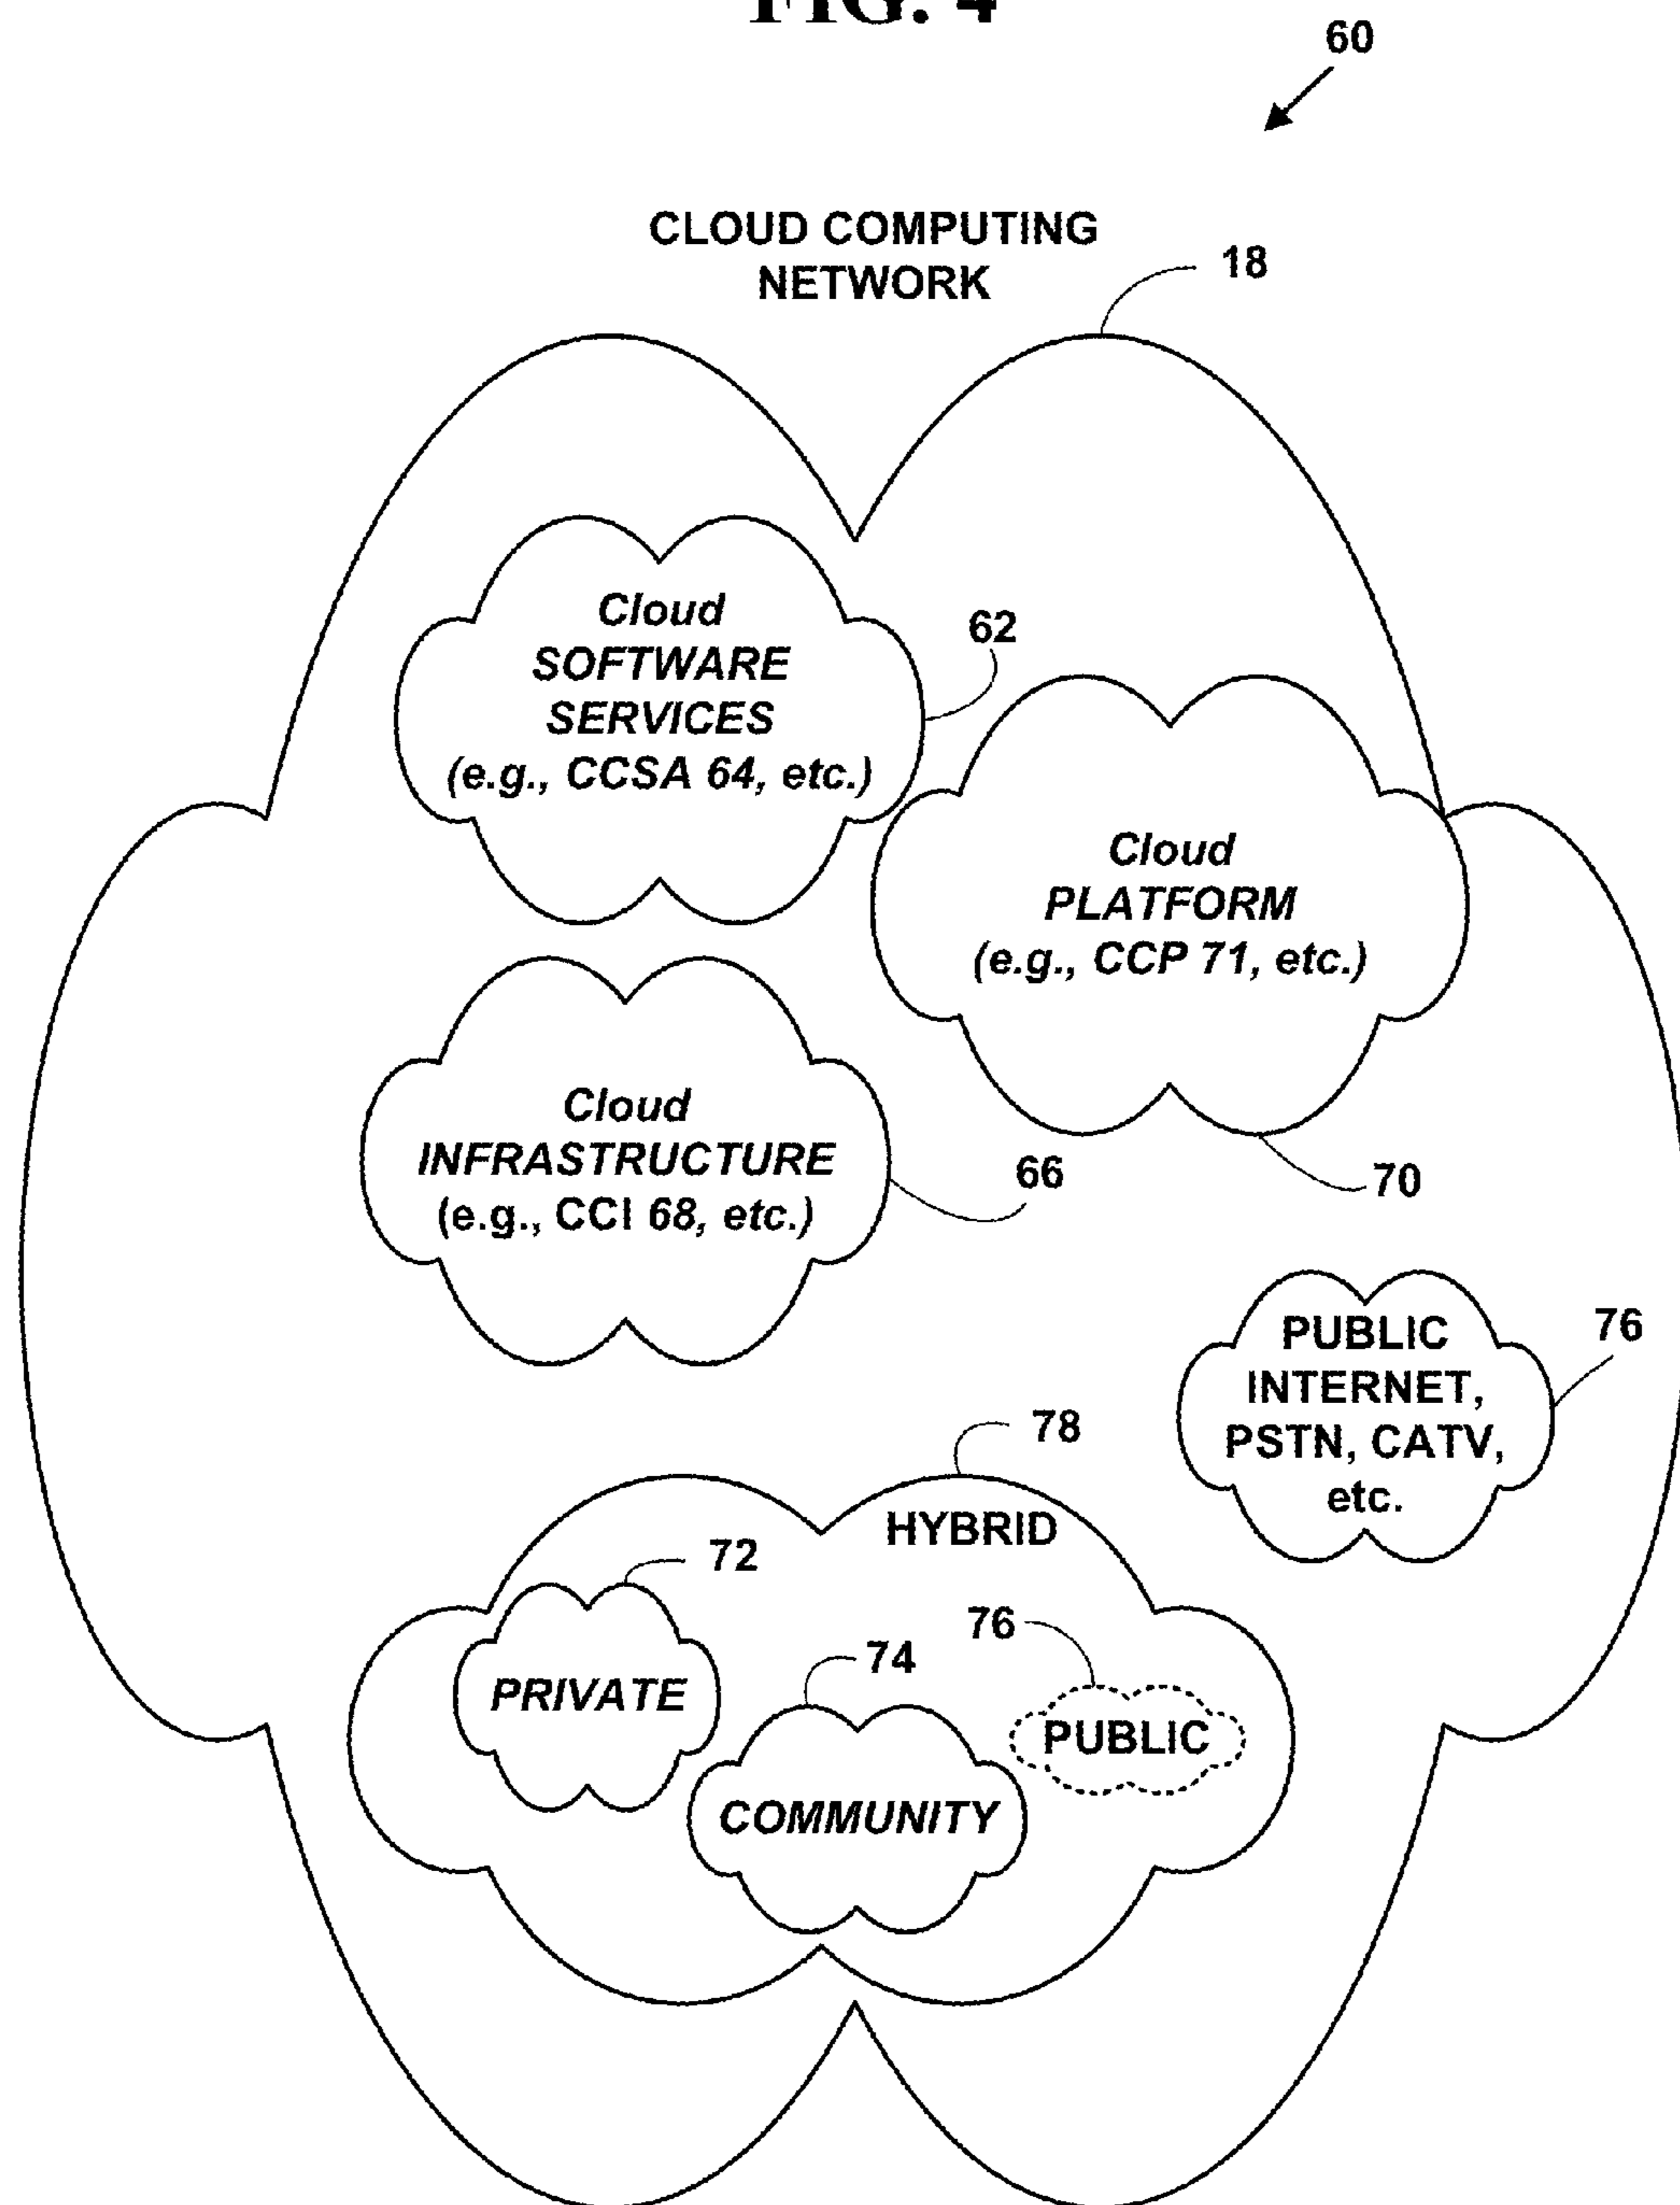 FIG. 4
60
CLOUD COMPUTING
NETWORK
18
Cloud
SOFTWARE
SERVICES
(e.g., CCSA 64, etc.)
62
Cloud
PLATFORM
(e.g., CCP 71, etc.)
70
Cloud
INFRASTRUCTURE
(e.g., CCI 68, etc.)
66
PUBLIC
INTERNET,
PSTN, CATV,
etc.
76
78
HYBRID
72
PRIVATE
74
COMMUNITY
76
PUBLIC